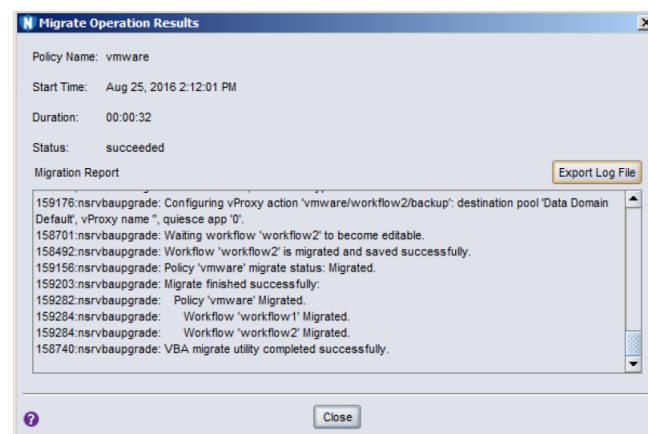 N Migrate Operation Results
Policy Name: vmware
Start Time: Aug 25, 2016 2:12:01 PM
Duration: 00:00:32
Status: succeeded
Migration Report
Export Log File
159176:nsrvbaupgrade: Configuring vProxy action 'vmware/workflow2/backup': destination pool 'Data Domain
Default', vProxy name '', quiesce app '0'.
158701:nsrvbaupgrade: Waiting workflow 'workflow2' to become editable.
158492:nsrvbaupgrade: Workflow 'workflow2' is migrated and saved successfully.
159156:nsrvbaupgrade: Policy 'vmware' migrate status: Migrated.
159203:nsrvbaupgrade: Migrate finished successfully:
159282:nsrvbaupgrade: Policy 'vmware' Migrated.
159284:nsrvbaupgrade: Workflow 'workflow1' Migrated.
159284:nsrvbaupgrade: Workflow 'workflow2' Migrated.
158740:nsrvbaupgrade: VBA migrate utility completed successfully.
?
Close